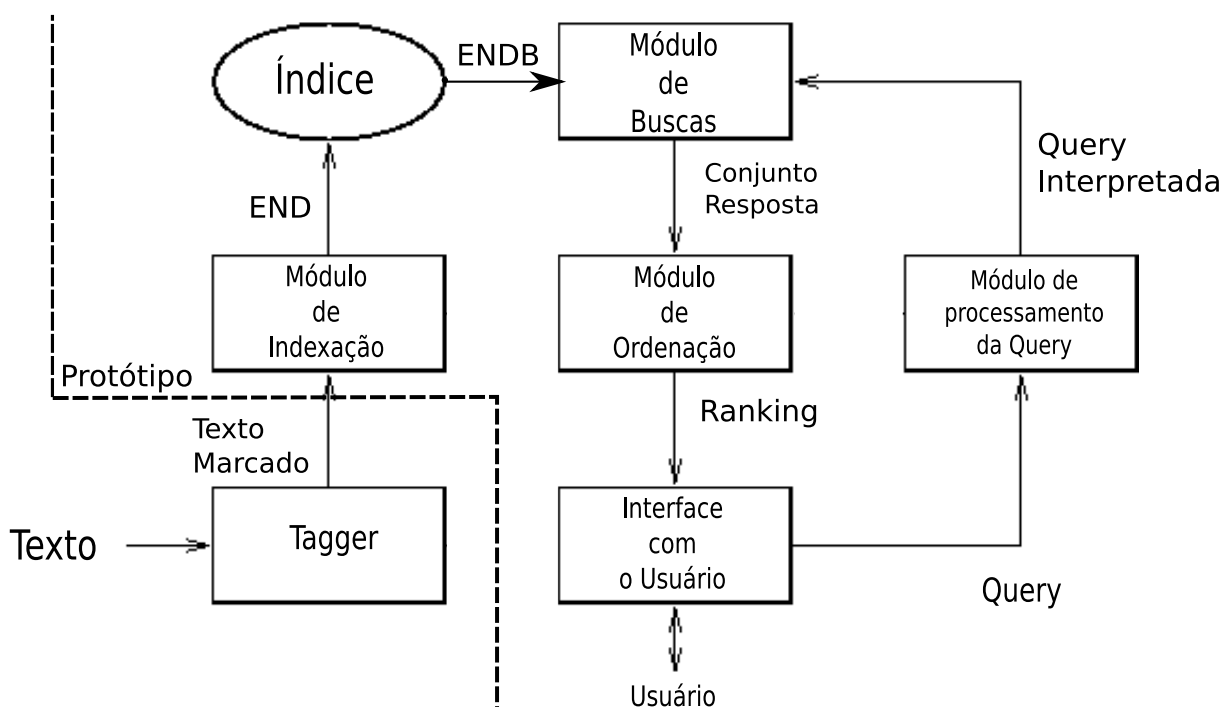 Índice
ENDB
Módulo
de
Buscas
Query
Interpretada
Conjunto
Resposta
END
Módulo
de
Indexação
Módulo
de
Ordenação
Módulo de
processamento
da Query
Protótipo
Ranking
Texto
Marcado
Texto
Tagger
Interface
com
o Usuário
Query
Usuário